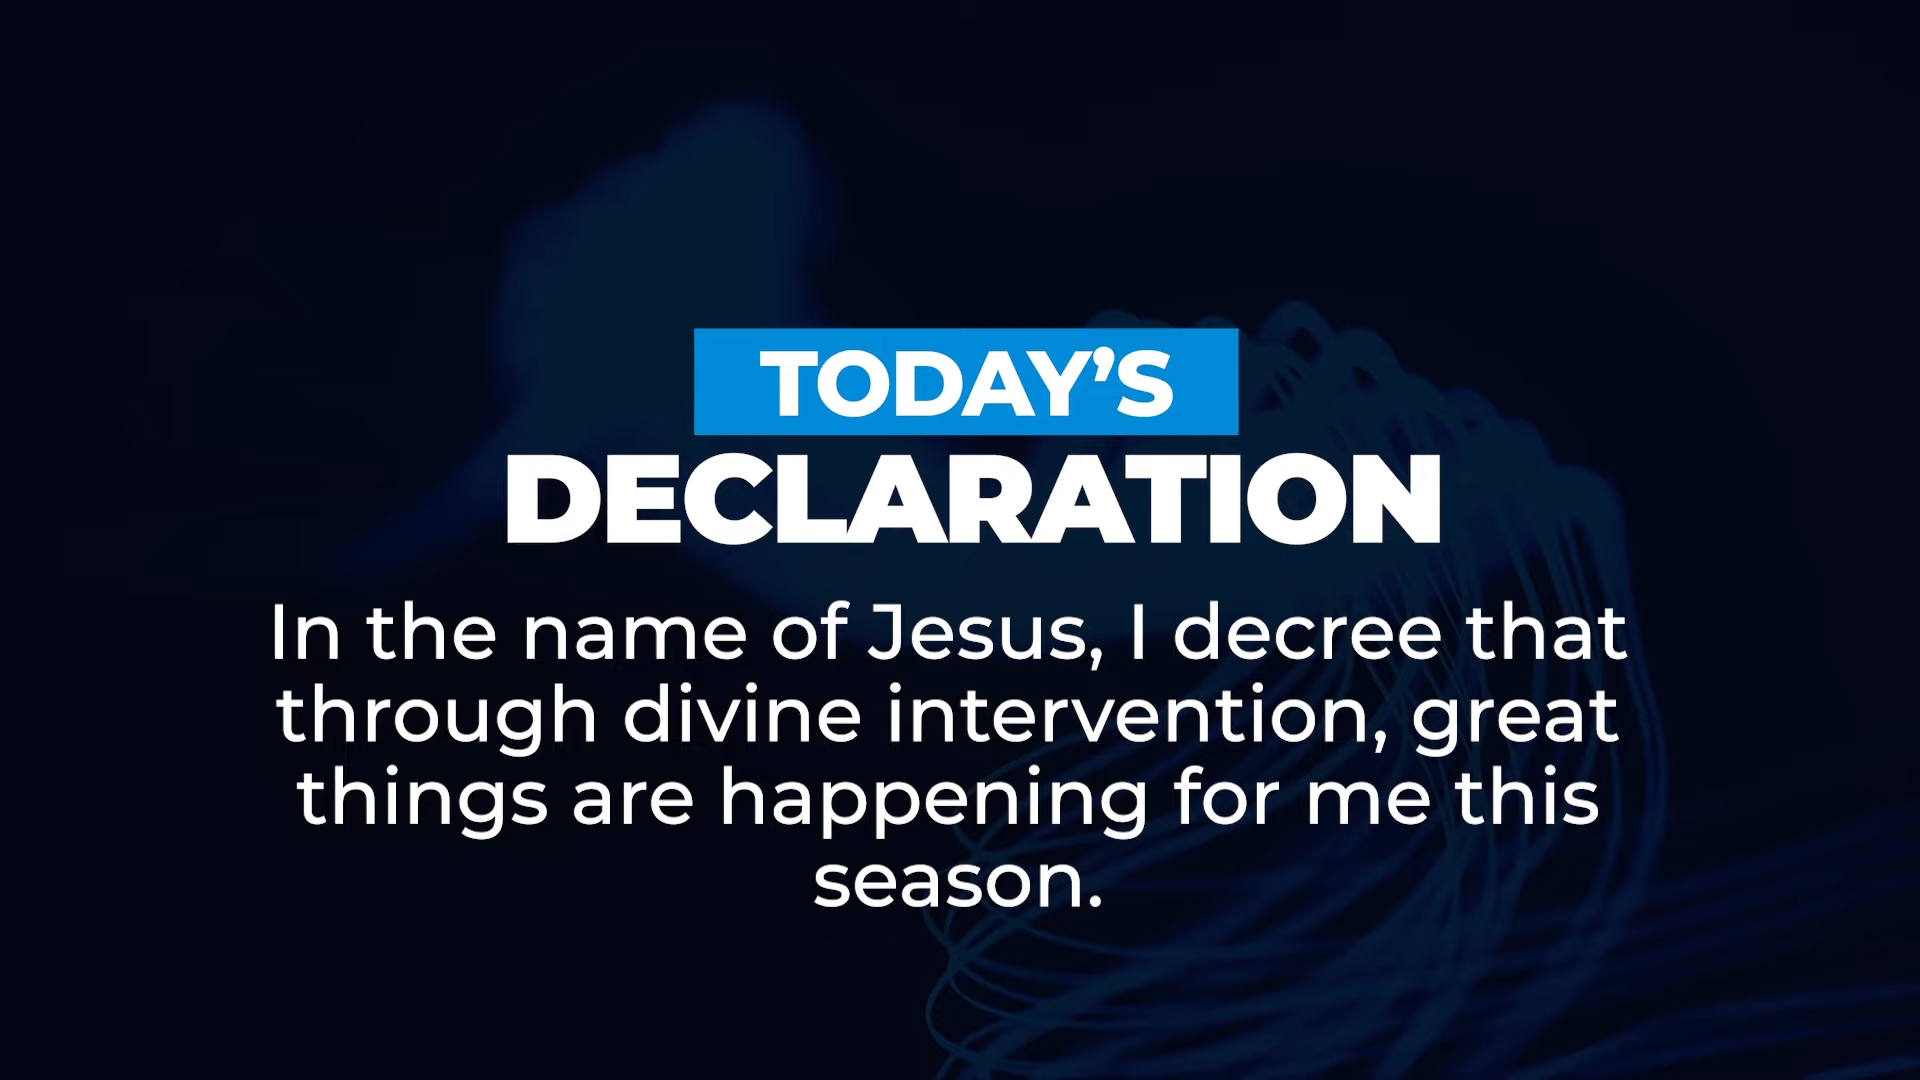 TODAY’S
DECLARATION
In the name of Jesus, I decree that
through divine intervention, great
things are happening for me this
season.